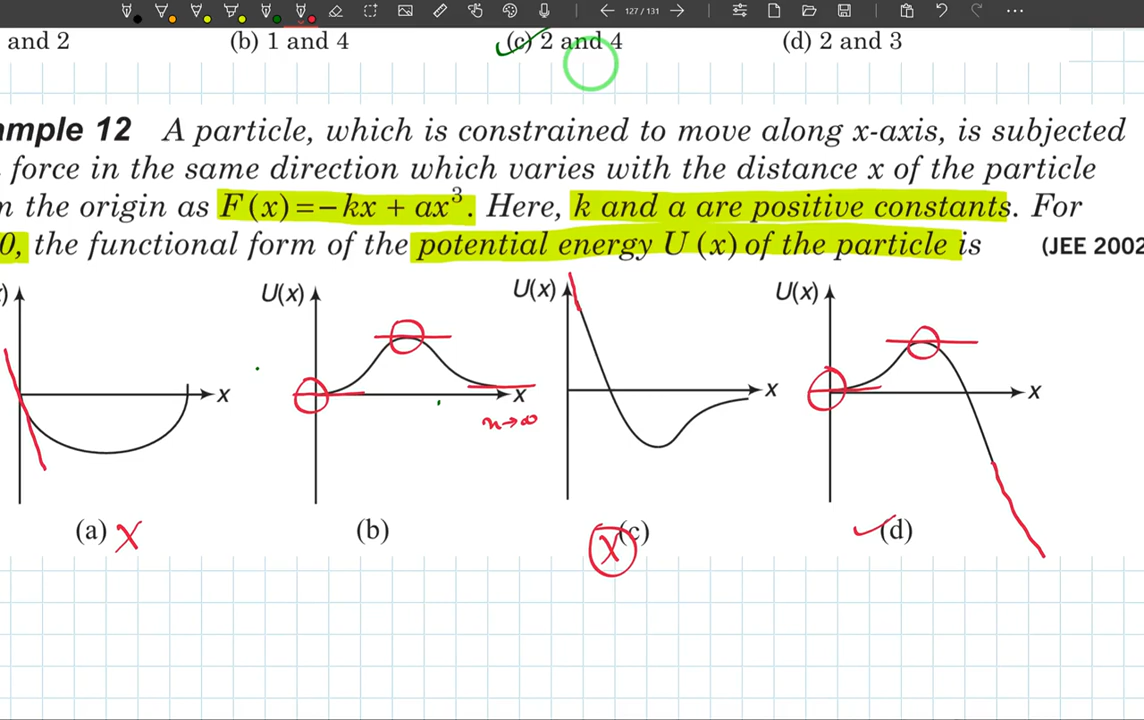 127 / 131
and 2 (b) 1 and 4 (c) 2 and 4 (d) 2 and 3
ample 12 A particle, which is constrained to move along x-axis, is subjected
force in the same direction which varies with the distance x of the particle
the origin as F (x) = − kx + ax³. Here, k and a are positive constants. For
0, the functional form of the potential energy U (x) of the particle is (JEE 2002
U(x) U(x) U(x)
x x x x
n→∞
(a) X (b) X (c) (d)